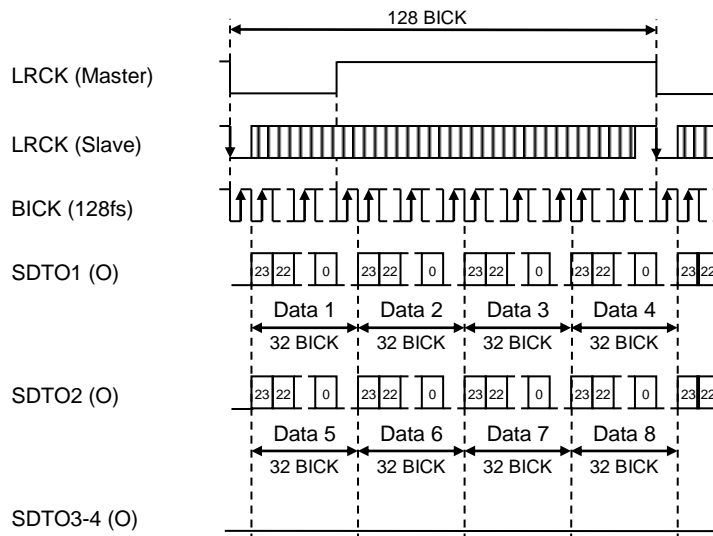 128 BICK
LRCK (Master)
LRCK (Slave)
BICK (128fs)
SDTO1 (O)
23 22 0 23 22 0 23 22 0 23 22 0 23 22
Data 1 Data 2 Data 3 Data 4
32 BICK 32 BICK 32 BICK 32 BICK
SDTO2 (O)
23 22 0 23 22 0 23 22 0 23 22 0 23 22
Data 5 Data 6 Data 7 Data 8
32 BICK 32 BICK 32 BICK 32 BICK
SDTO3-4 (O)